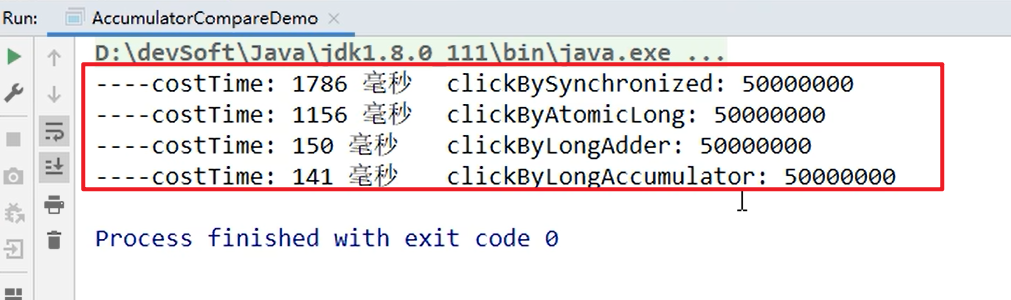 Run: AccumulatorCompareDemo
D:\devSoft\Java\jdk1.8.0_111\bin\java.exe ...
----costTime: 1786 毫秒 clickBySynchronized: 50000000
----costTime: 1156 毫秒 clickByAtomicLong: 50000000
----costTime: 150 毫秒 clickByLongAdder: 50000000
----costTime: 141 毫秒 clickByLongAccumulator: 50000000
Process finished with exit code 0